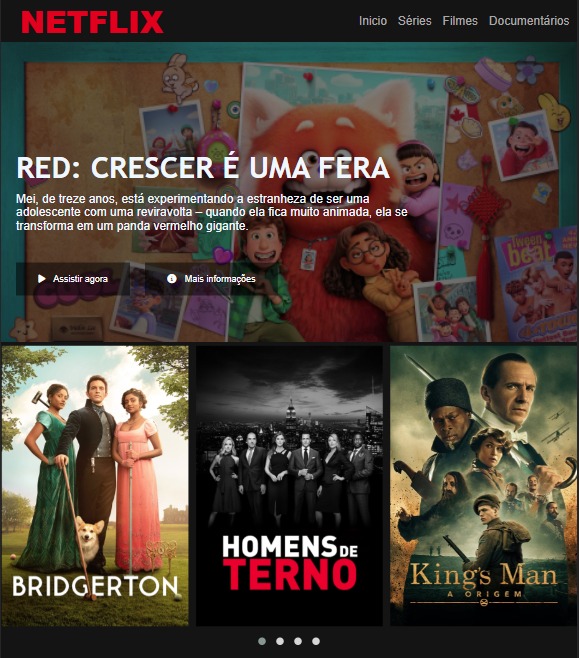 NETFLIX
Inicio Séries Filmes Documentários
tween
beat
RED: CRESCER É UMA FERA
Mei, de treze anos, está experimentando a estranheza de ser uma
adolescente com uma reviravolta – quando ela fica muito animada, ela se
transforma em um panda vermelho gigante.
Assistir agora
Mais informações
BRIDGERTON
HOMENS DE
TERNO
King's Man
A ORIGEM